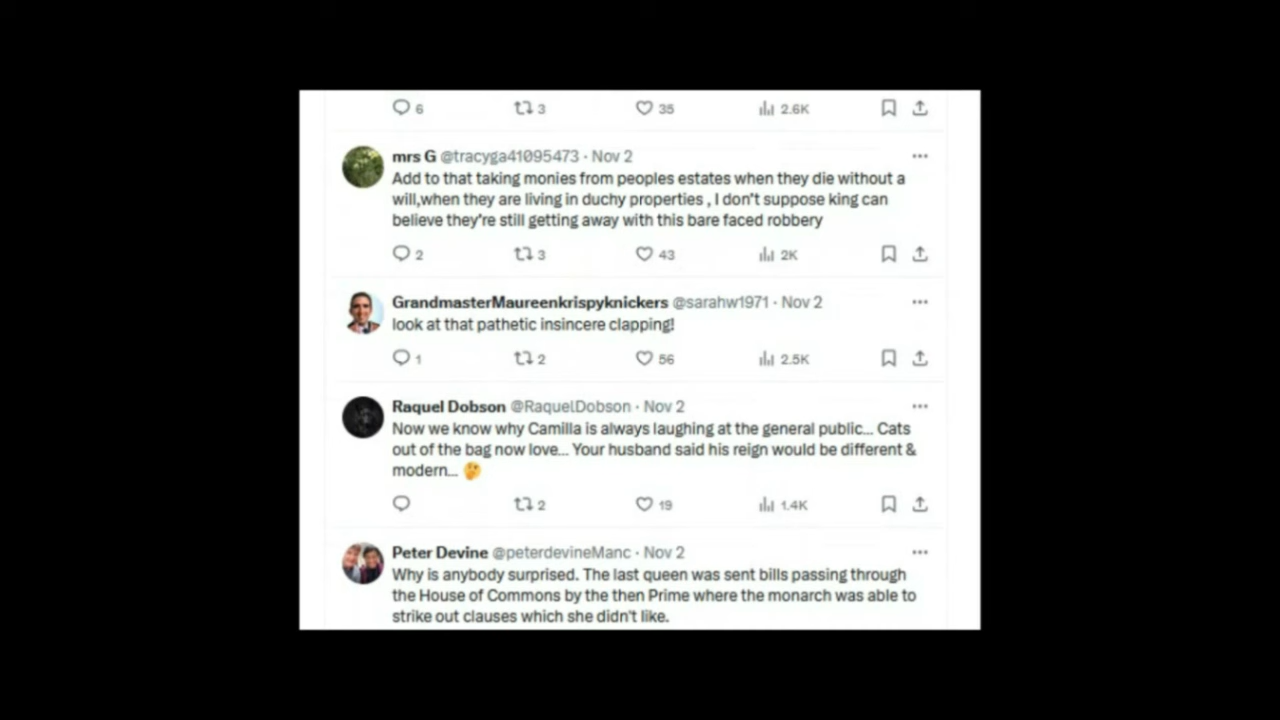 6 3 35 2.6K
mrs G @tracyga41095473 · Nov 2
Add to that taking monies from peoples estates when they die without a
will,when they are living in duchy properties , I don't suppose king can
believe they're still getting away with this bare faced robbery
2 3 43 2K
GrandmasterMaureenkrispyknickers @sarahw1971 · Nov 2
look at that pathetic insincere clapping!
1 2 56 2.5K
Raquel Dobson @RaquelDobson · Nov 2
Now we know why Camilla is always laughing at the general public... Cats
out of the bag now love... Your husband said his reign would be different &
modern... 🤔
2 19 1.4K
Peter Devine @peterdevineManc · Nov 2
Why is anybody surprised. The last queen was sent bills passing through
the House of Commons by the then Prime where the monarch was able to
strike out clauses which she didn't like.